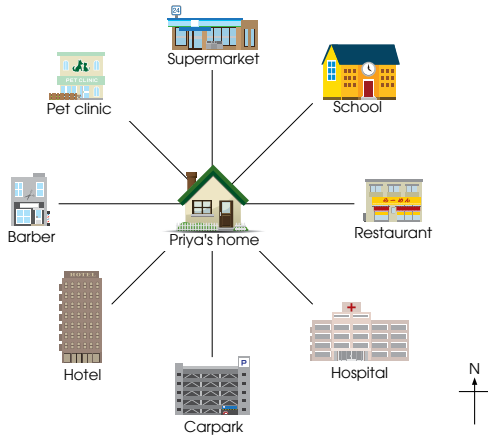 24
Supermarket
PET CLINIC
Pet clinic
School
Barber
Priya's home
Restaurant
HOTEL
Hotel
Hospital
P
Carpark
N